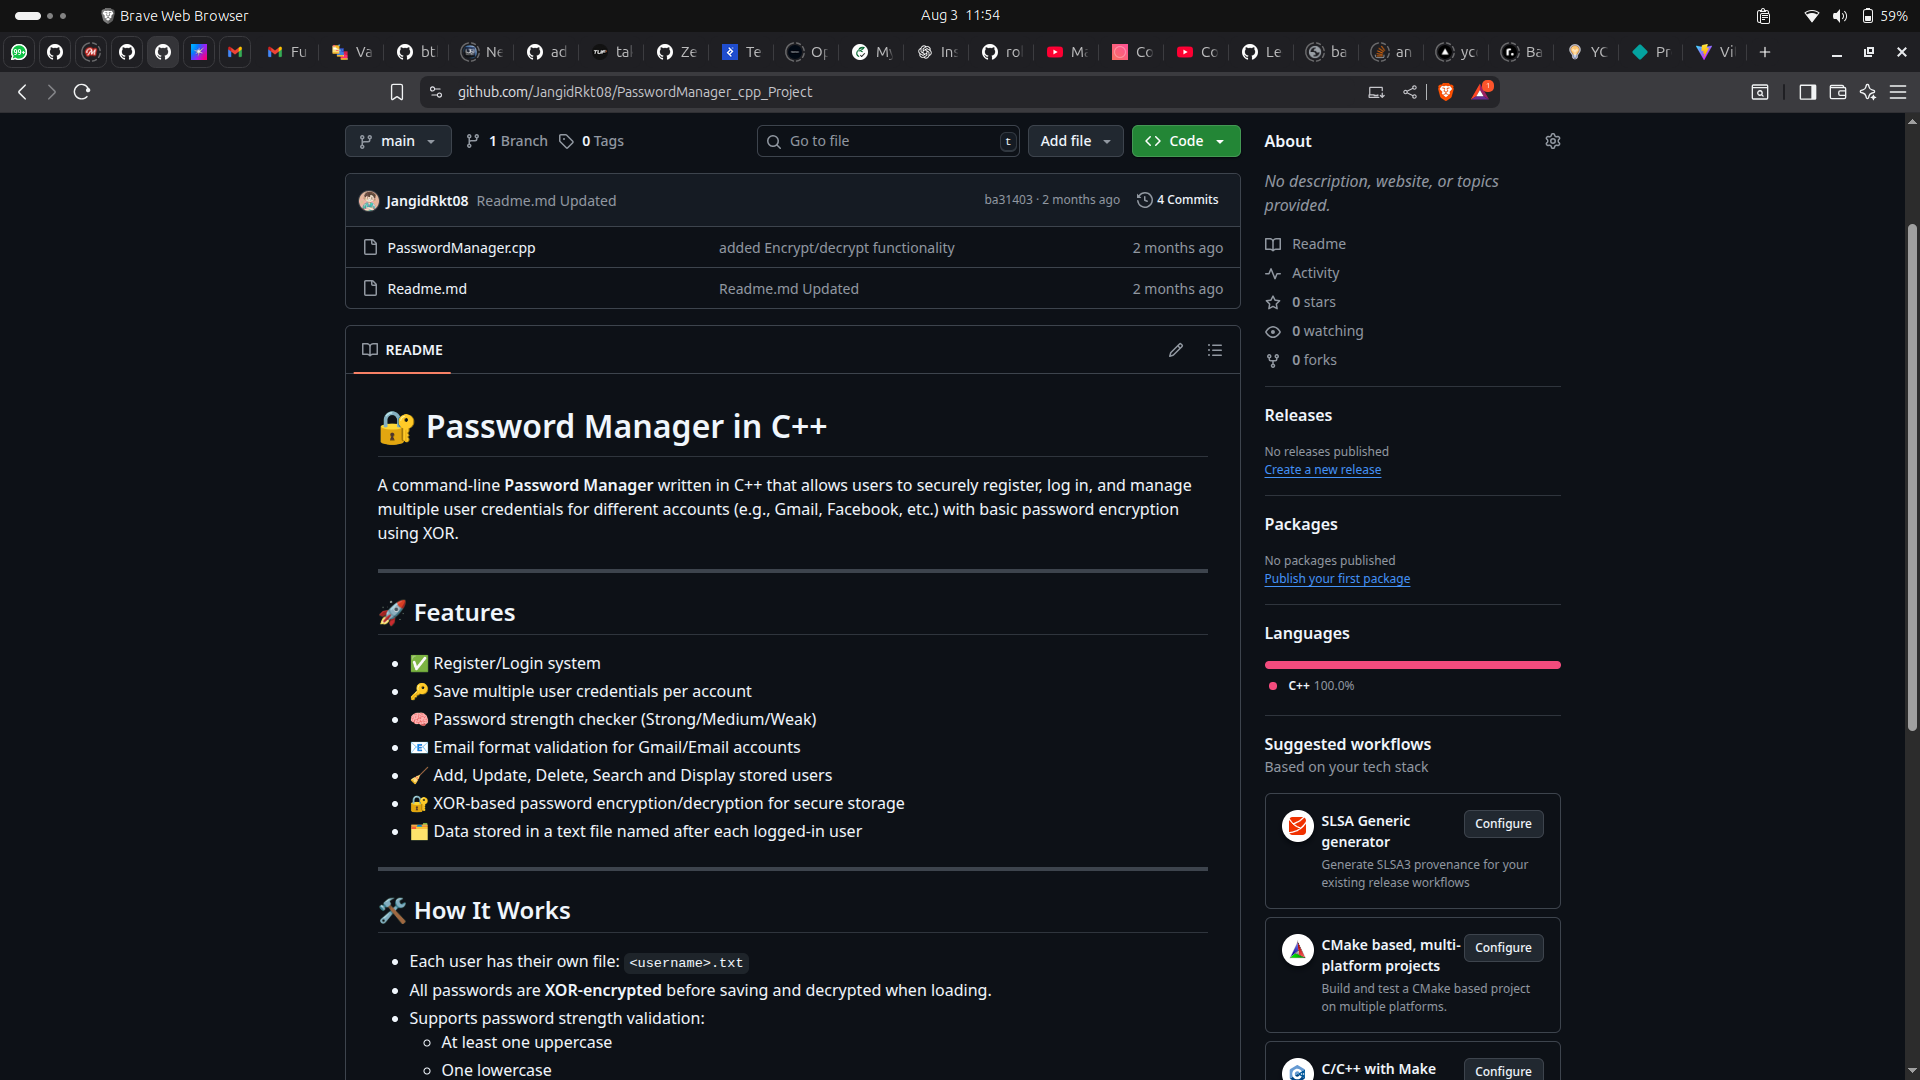 Brave Web Browser
Aug 3 11:54
59%
99+
Fu
Va
bt
Ne
ad
tal
Ze
Te
Op
My
Ins
ro
Ma
Co
Co
Le
ba
an
yc
Ba
YC
Pr
Vi
github.com/JangidRkt08/PasswordManager_cpp_Project
1
main
1 Branch
0 Tags
Go to file
t
Add file
Code
JangidRkt08 Readme.md Updated
ba31403 · 2 months ago
4 Commits
PasswordManager.cpp
added Encrypt/decrypt functionality
2 months ago
Readme.md
Readme.md Updated
2 months ago
README
Password Manager in C++
A command-line Password Manager written in C++ that allows users to securely register, log in, and manage
multiple user credentials for different accounts (e.g., Gmail, Facebook, etc.) with basic password encryption
using XOR.
Features
Register/Login system
Save multiple user credentials per account
Password strength checker (Strong/Medium/Weak)
Email format validation for Gmail/Email accounts
Add, Update, Delete, Search and Display stored users
XOR-based password encryption/decryption for secure storage
Data stored in a text file named after each logged-in user
How It Works
Each user has their own file: <username>.txt
All passwords are XOR-encrypted before saving and decrypted when loading.
Supports password strength validation:
At least one uppercase
One lowercase
About
No description, website, or topics
provided.
Readme
Activity
0 stars
0 watching
0 forks
Releases
No releases published
Create a new release
Packages
No packages published
Publish your first package
Languages
C++ 100.0%
Suggested workflows
Based on your tech stack
SLSA Generic
generator
Configure
Generate SLSA3 provenance for your
existing release workflows
CMake based, multi-
platform projects
Configure
Build and test a CMake based project
on multiple platforms.
C/C++ with Make
Configure